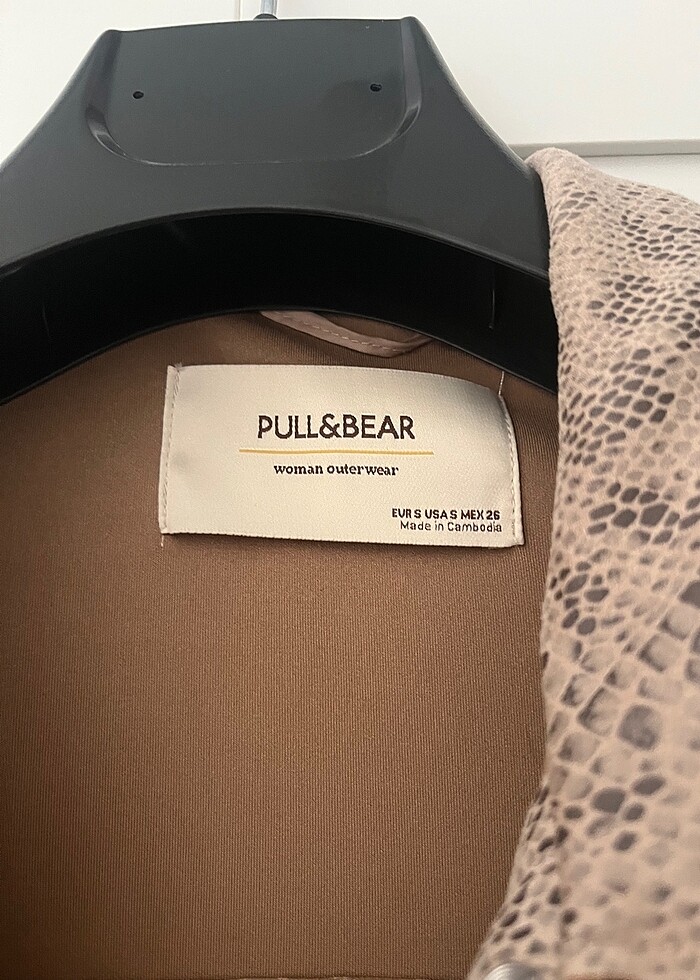 PULL&BEAR
woman outerwear
EUR S USA S MEX 26
Made in Cambodia